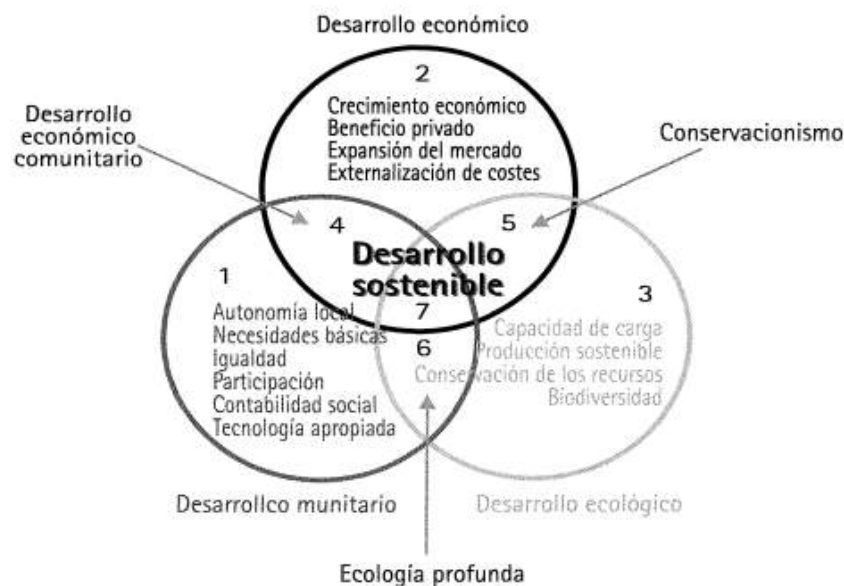 Desarrollo económico
2
Crecimiento económico
Beneficio privado
Expansión del mercado
Externalización de costes
Desarrollo
económico
comunitario
Conservacionismo
4
5
Desarrollo
sostenible
7
1
Autonomía local
Necesidades básicas
Igualdad
Participación
Contabilidad social
Tecnología apropiada
6
3
Capacidad de carga
Producción sostenible
Conservación de los recursos
Biodiversidad
Desarrollco munitario
Desarrollo ecológico
Ecología profunda